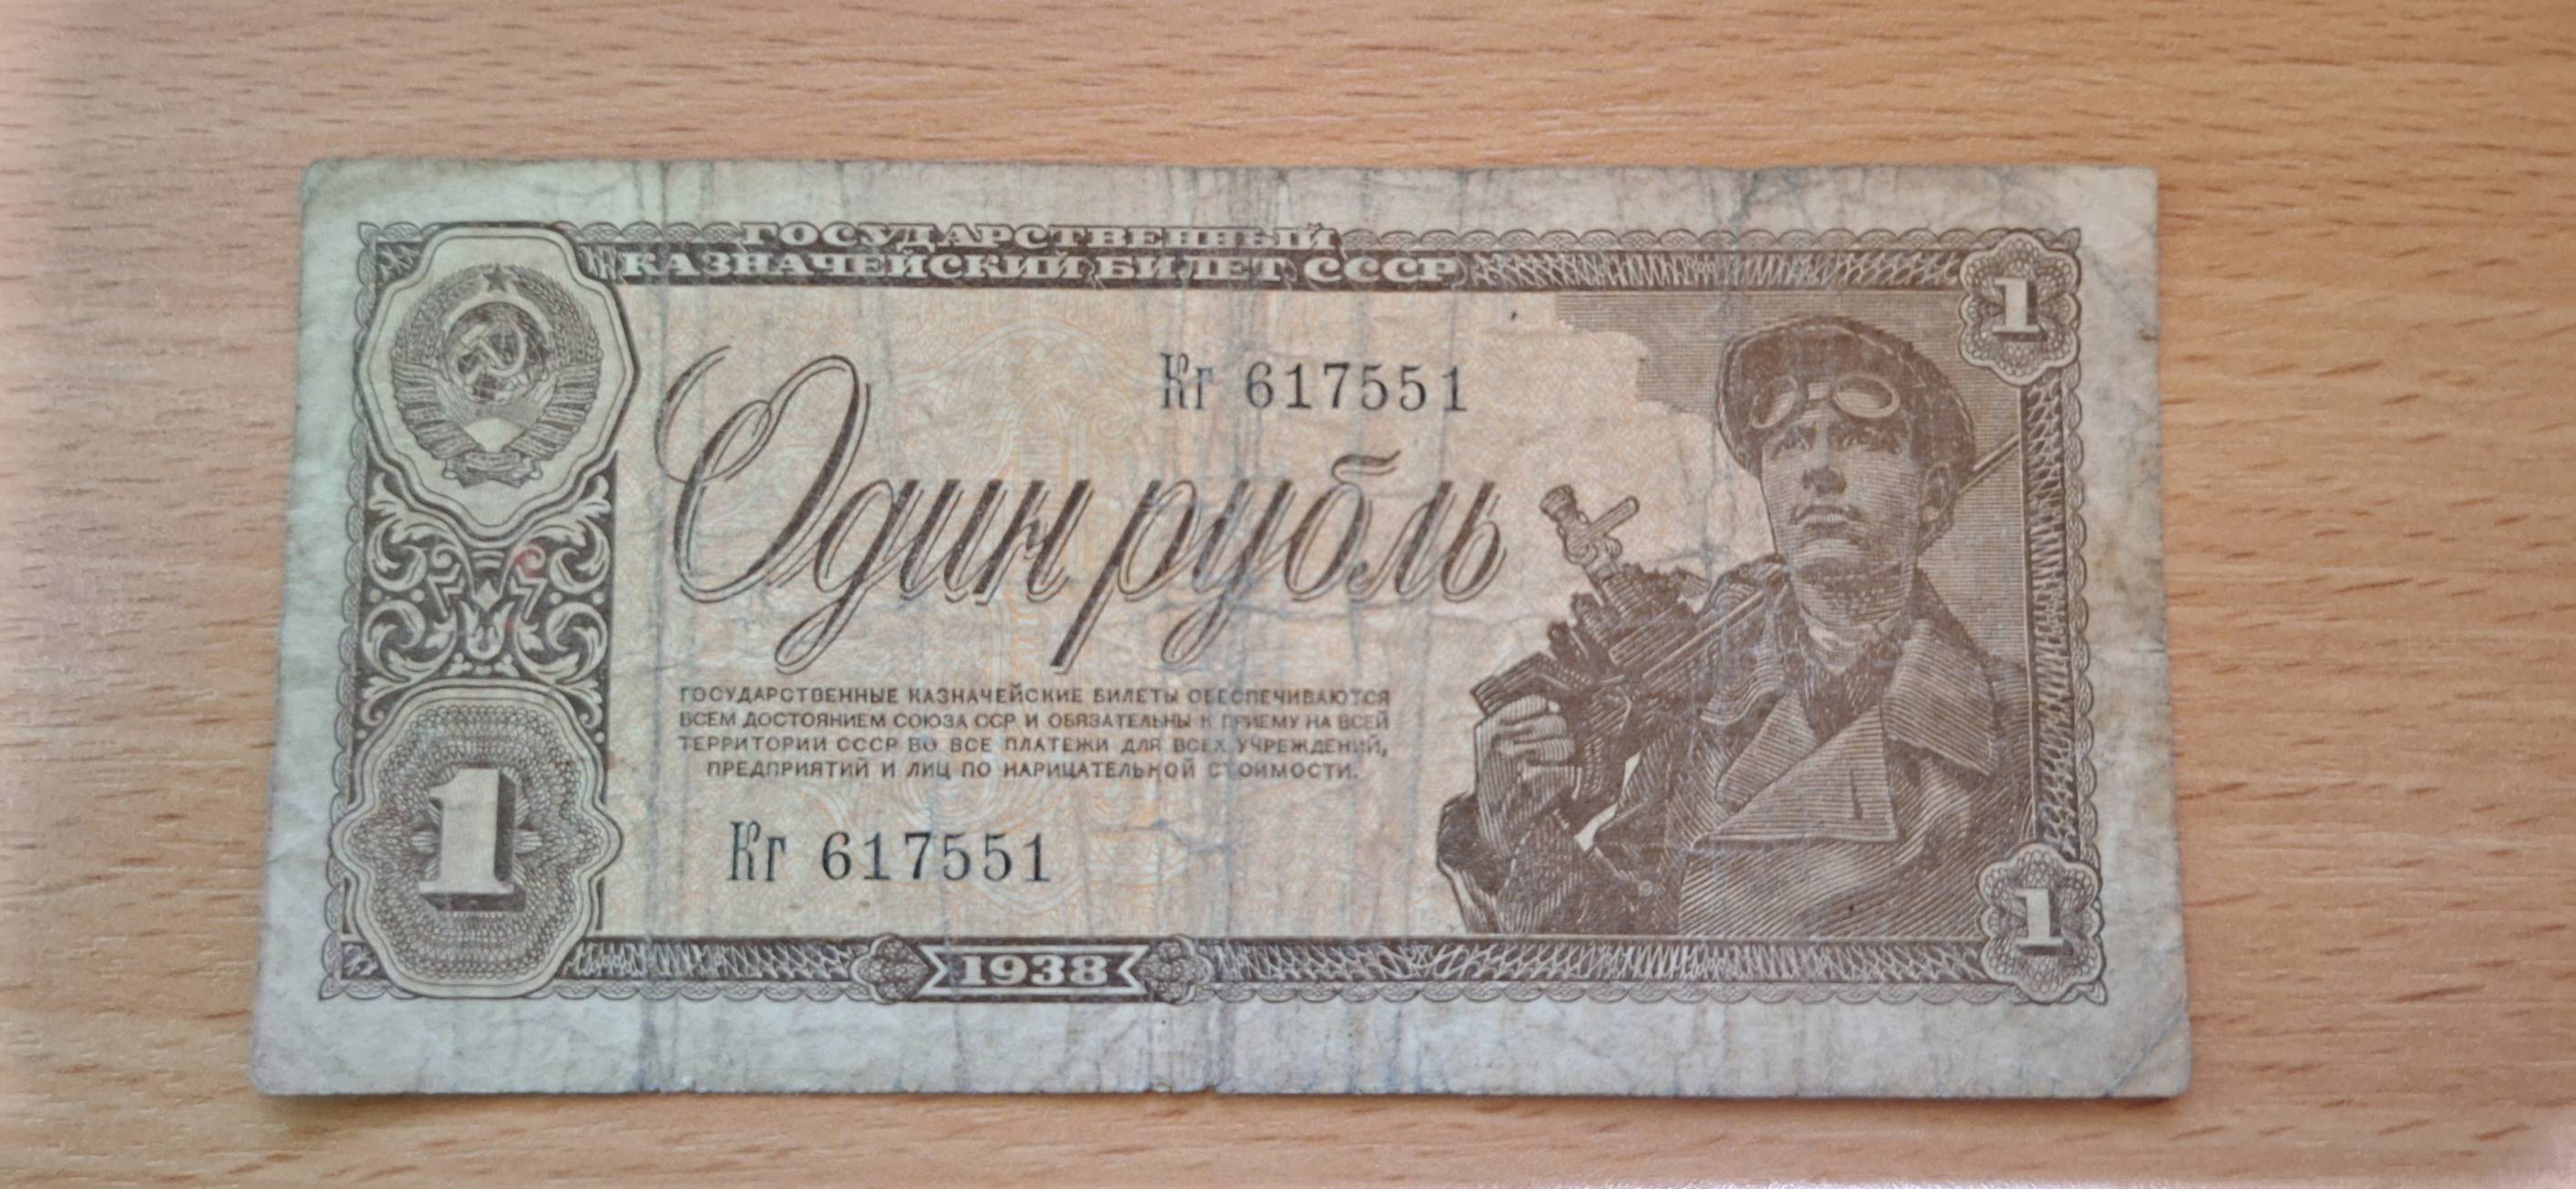 ГОСУДАРСТВЕННЫЙ
КАЗНАЧЕЙСКИЙ БИЛЕТ СССР
1
Кг 617551
Один рубль
ГОСУДАРСТВЕННЫЕ КАЗНАЧЕЙСКИЕ БИЛЕТЫ ОБЕСПЕЧИВАЮТСЯ
ВСЕМ ДОСТОЯНИЕМ СОЮЗА ССР И ОБЯЗАТЕЛЬНЫ К ПРИЕМУ НА ВСЕЙ
ТЕРРИТОРИИ СССР ВО ВСЕ ПЛАТЕЖИ ДЛЯ ВСЕХ УЧРЕЖДЕНИЙ,
ПРЕДПРИЯТИЙ И ЛИЦ ПО НАРИЦАТЕЛЬНОЙ СТОИМОСТИ.
1
Кг 617551
1
1938